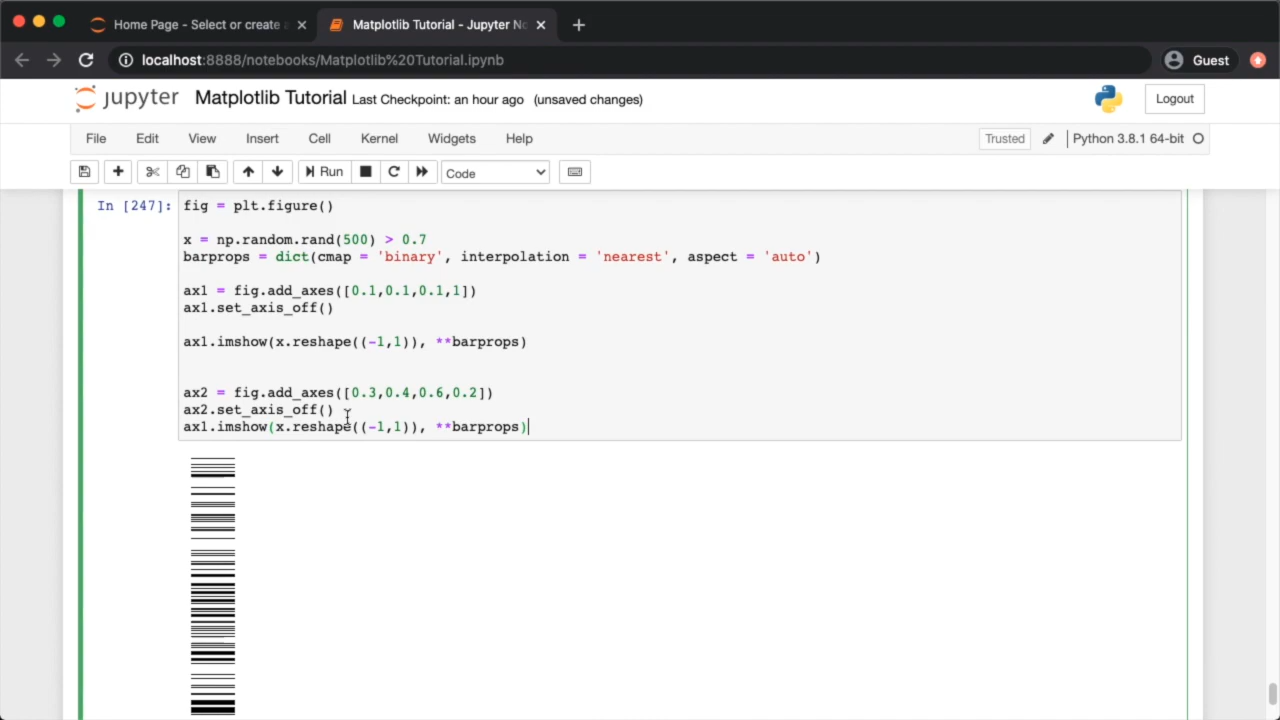 Home Page - Select or create a
Matplotlib Tutorial - Jupyter No
localhost:8888/notebooks/Matplotlib%20Tutorial.ipynb
Guest
jupyter Matplotlib Tutorial Last Checkpoint: an hour ago (unsaved changes)
Logout
File Edit View Insert Cell Kernel Widgets Help
Trusted
Python 3.8.1 64-bit
Run
Code
In [247]: fig = plt.figure()
x = np.random.rand(500) > 0.7
barprops = dict(cmap = 'binary', interpolation = 'nearest', aspect = 'auto')
ax1 = fig.add_axes([0.1,0.1,0.1,1])
ax1.set_axis_off()
ax1.imshow(x.reshape((-1,1)), **barprops)
ax2 = fig.add_axes([0.3,0.4,0.6,0.2])
ax2.set_axis_off()
ax1.imshow(x.reshape((-1,1)), **barprops)